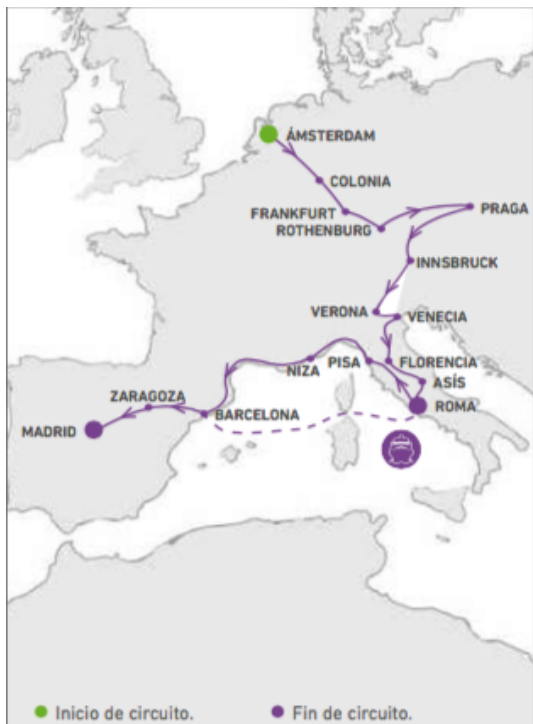 ÁMSTERDAM
COLONIA
FRANKFURT
ROTHENBURG
PRAGA
INNSBRUCK
VERONA
VENECIA
NIZA
PISA
FLORENCIA
ASÍS
ZARAGOZA
BARCELONA
ROMA
MADRID
Inicio de circuito.
Fin de circuito.